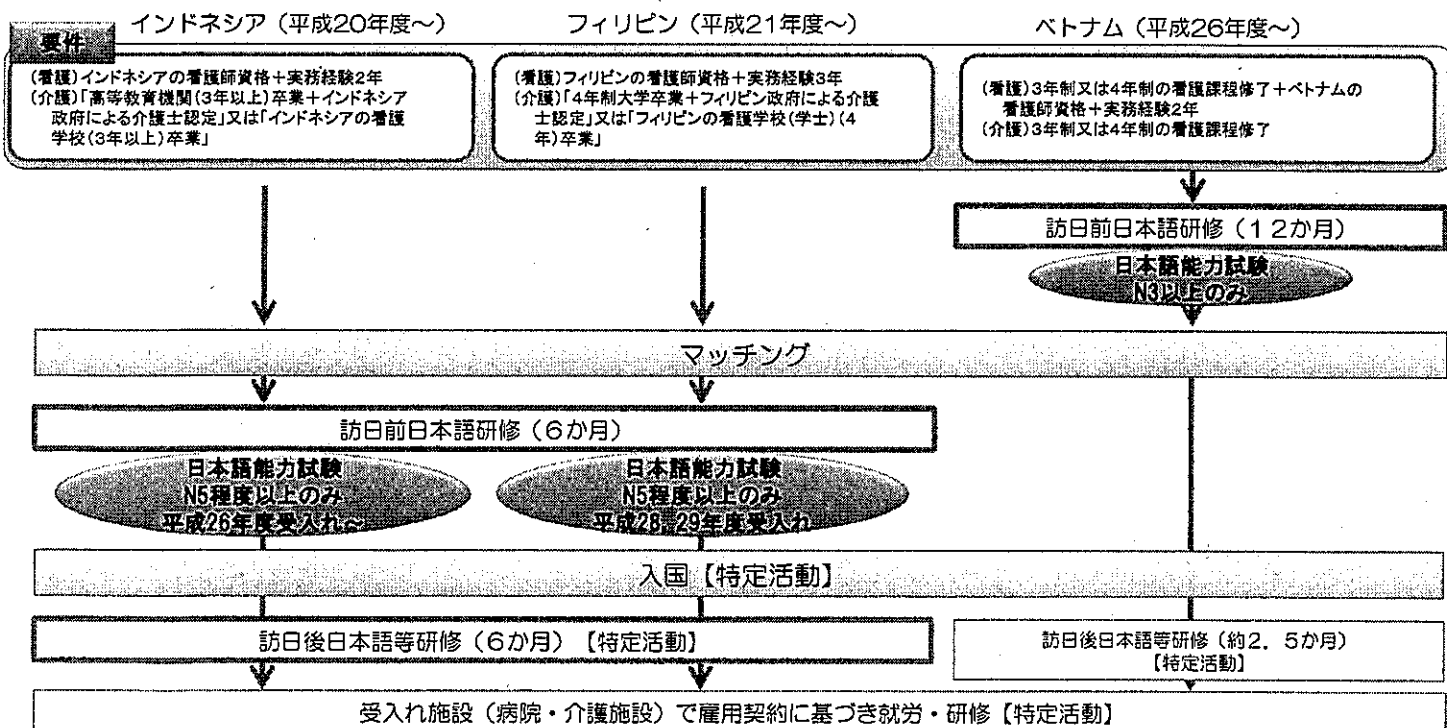 インドネシア（平成20年度～）
フィリピン（平成21年度～）
ベトナム（平成26年度～）
要件
(看護)インドネシアの看護師資格＋実務経験2年
(介護)「高等教育機関(3年以上)卒業＋インドネシア
政府による介護士認定」又は「インドネシアの看護
学校(3年以上)卒業」
(看護)フィリピンの看護師資格＋実務経験3年
(介護)「4年制大学卒業＋フィリピン政府による介護
士認定」又は「フィリピンの看護学校(学士)(4
年)卒業」
(看護)3年制又は4年制の看護課程修了＋ベトナムの
看護師資格＋実務経験2年
(介護)3年制又は4年制の看護課程修了
訪日前日本語研修（１２か月）
日本語能力試験
N3以上のみ
マッチング
訪日前日本語研修（6か月）
日本語能力試験
N5程度以上のみ
平成26年度受入れ～
日本語能力試験
N5程度以上のみ
平成28、29年度受入れ
入国【特定活動】
訪日後日本語等研修（6か月）【特定活動】
訪日後日本語等研修（約2．5か月）
【特定活動】
受入れ施設（病院・介護施設）で雇用契約に基づき就労・研修【特定活動】